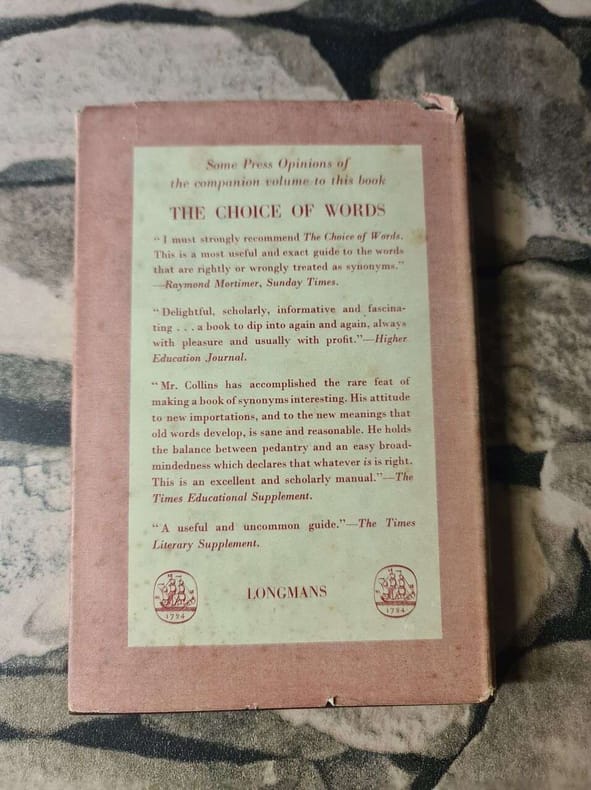 Some Press Opinions of
the companion volume to this book
THE CHOICE OF WORDS
“I must strongly recommend The Choice of Words.
This is a most useful and exact guide to the words
that are rightly or wrongly treated as synonyms.”
—Raymond Mortimer, Sunday Times.
“Delightful, scholarly, informative and fascina-
ting . . . a book to dip into again and again, always
with pleasure and usually with profit.”—Higher
Education Journal.
“Mr. Collins has accomplished the rare feat of
making a book of synonyms interesting. His attitude
to new importations, and to the new meanings that
old words develop, is sane and reasonable. He holds
the balance between pedantry and an easy broad-
mindedness which declares that whatever is is right.
This is an excellent and scholarly manual.”—The
Times Educational Supplement.
“A useful and uncommon guide.”—The Times
Literary Supplement.
1724 LONGMANS 1724